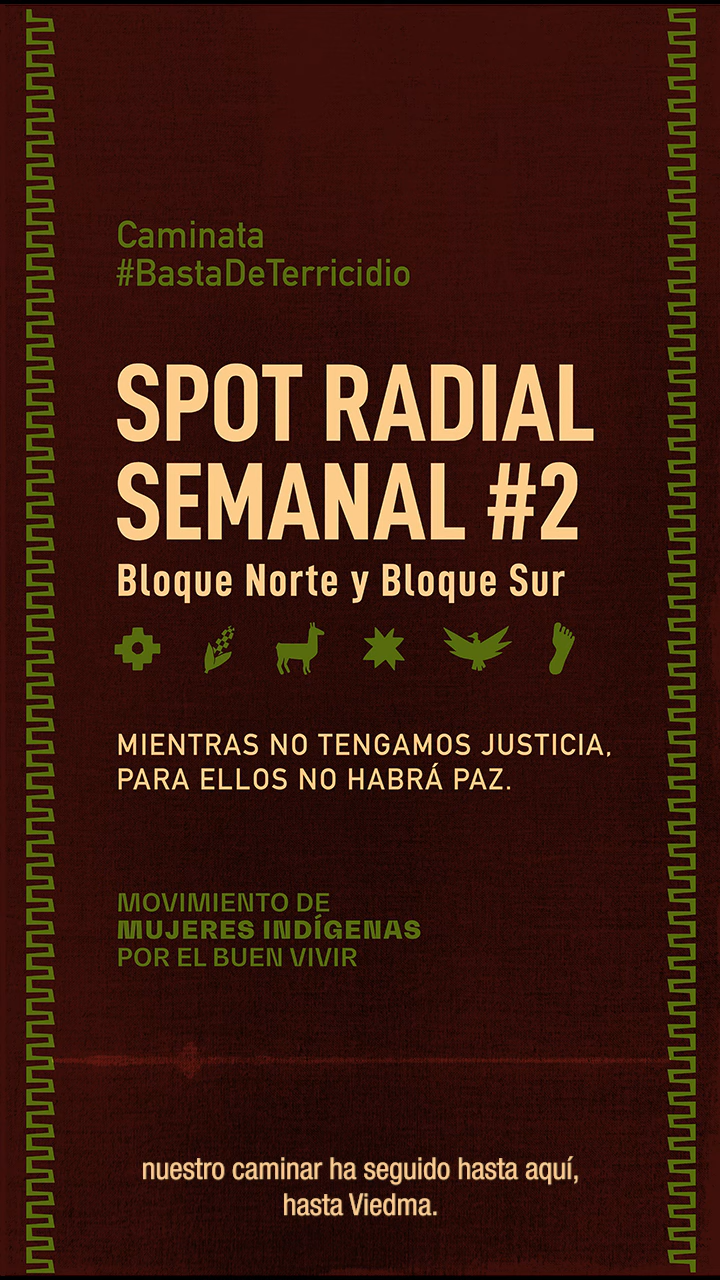 Caminata
#BastaDeTerricidio
SPOT RADIAL
SEMANAL #2
Bloque Norte y Bloque Sur
MIENTRAS NO TENGAMOS JUSTICIA,
PARA ELLOS NO HABRÁ PAZ.
MOVIMIENTO DE
MUJERES INDÍGENAS
POR EL BUEN VIVIR
nuestro caminar ha seguido hasta aquí,
hasta Viedma.